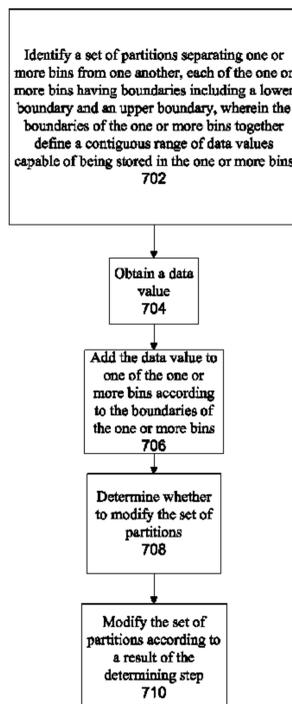 Identify a set of partitions separating one or
more bins from one another, each of the one or
more bins having boundaries including a lower
boundary and an upper boundary, wherein the
boundaries of the one or more bins together
define a contiguous range of data values
capable of being stored in the one or more bins
702
Obtain a data
value
704
Add the data value to
one of the one or
more bins according
to the boundaries of
the one or more bins
706
Determine whether
to modify the set of
partitions
708
Modify the set of
partitions according to
a result of the
determining step
710